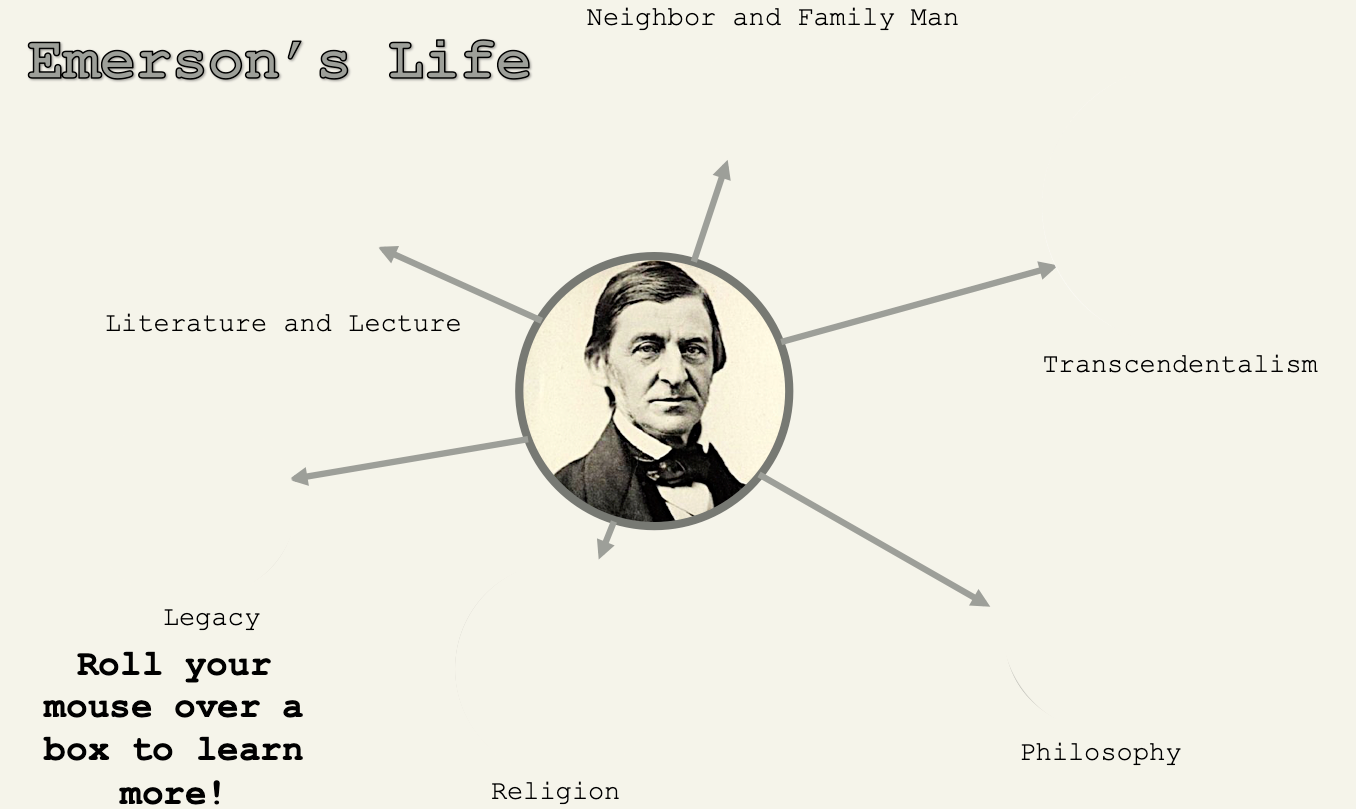 Neighbor and Family Man
Emerson’s Life
Literature and Lecture
Transcendentalism
Legacy
Roll your
mouse over a
box to learn
more!
Philosophy
Religion